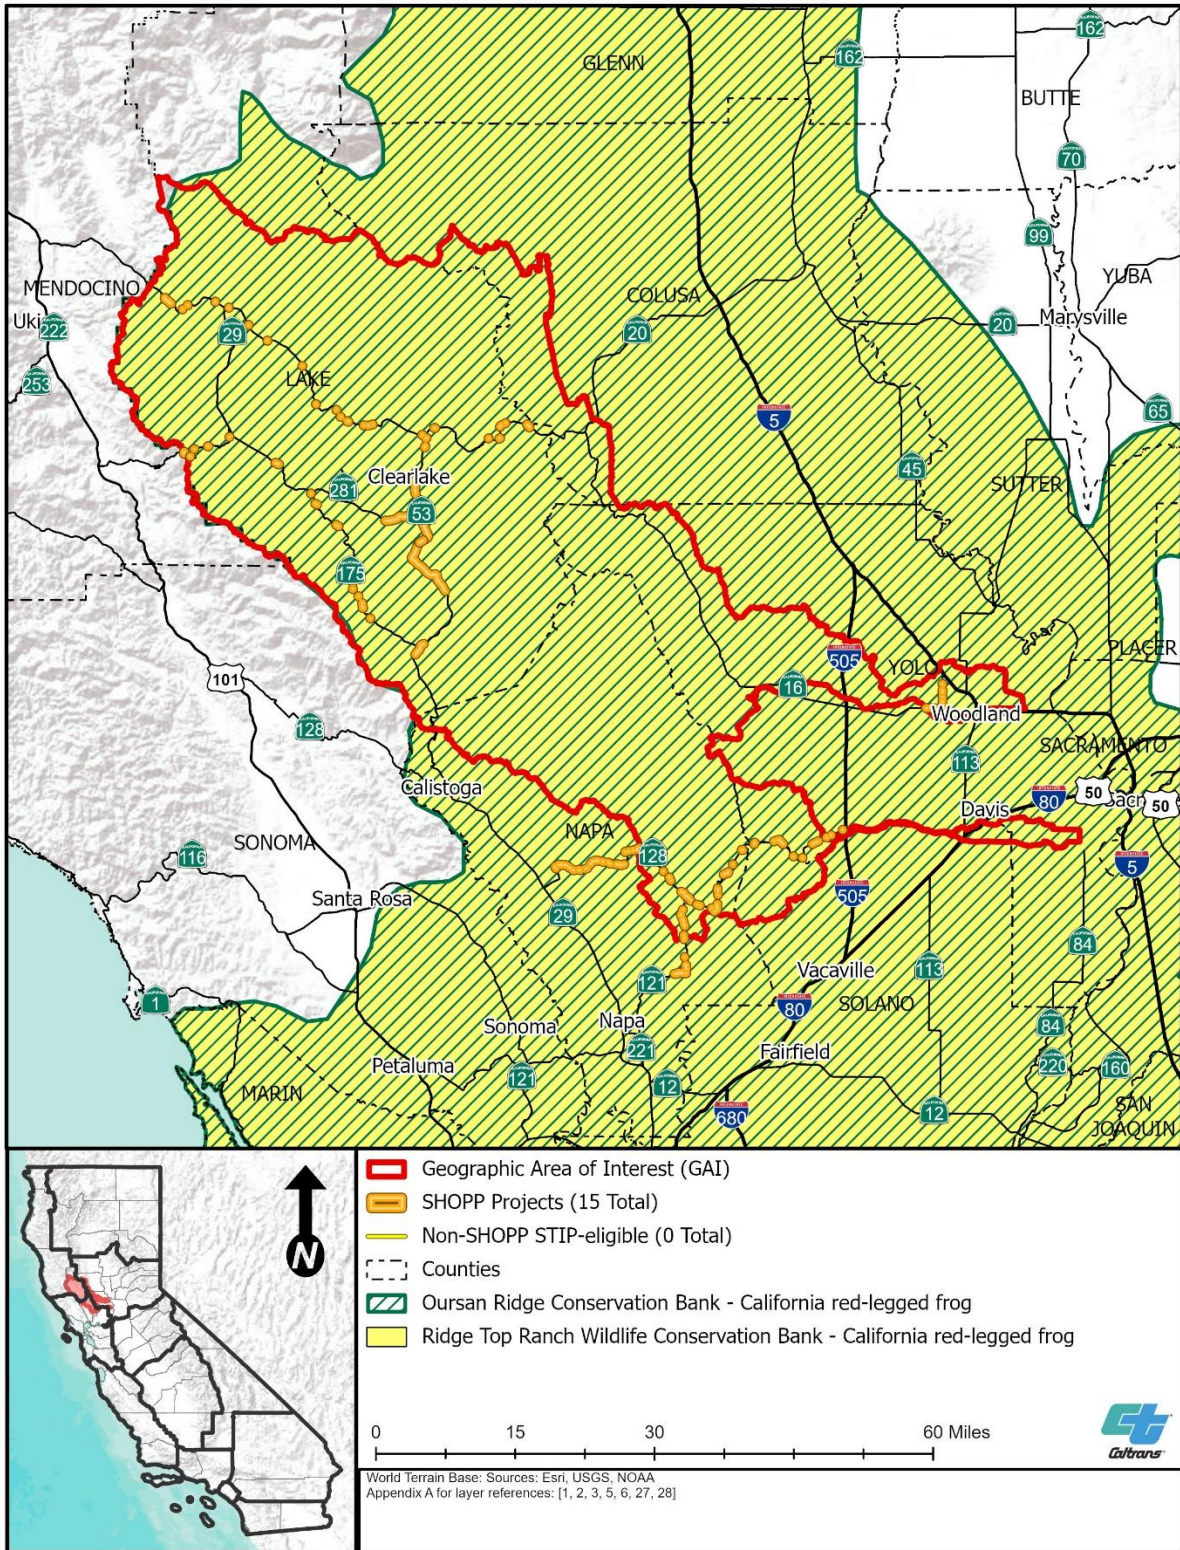 GLENN
162
162
BUTTE
70
99
YUBA
MENDOCINO
COLUSA
Uki
222
29
20
20
Marysville
253
LAKE
5
65
45
Clearlake
281
53
SUTTER
175
505
PLACER
YOLO
101
16
Woodland
128
SACRAMENTO
113
Calistoga
50
Davis
80
Sacr
50
NAPA
SONOMA
128
116
5
505
Santa Rosa
29
84
Vacaville
113
121
1
80
SOLANO
Sonoma
Napa
84
221
Fairfield
Petaluma
220
160
121
12
MARIN
680
12
SAN
JOAQUIN
Geographic Area of Interest (GAI)
SHOPP Projects (15 Total)
Non-SHOPP STIP-eligible (0 Total)
Counties
Oursan Ridge Conservation Bank - California red-legged frog
Ridge Top Ranch Wildlife Conservation Bank - California red-legged frog
N
0 15 30 60 Miles
Caltrans
World Terrain Base: Sources: Esri, USGS, NOAA
Appendix A for layer references: [1, 2, 3, 5, 6, 27, 28]